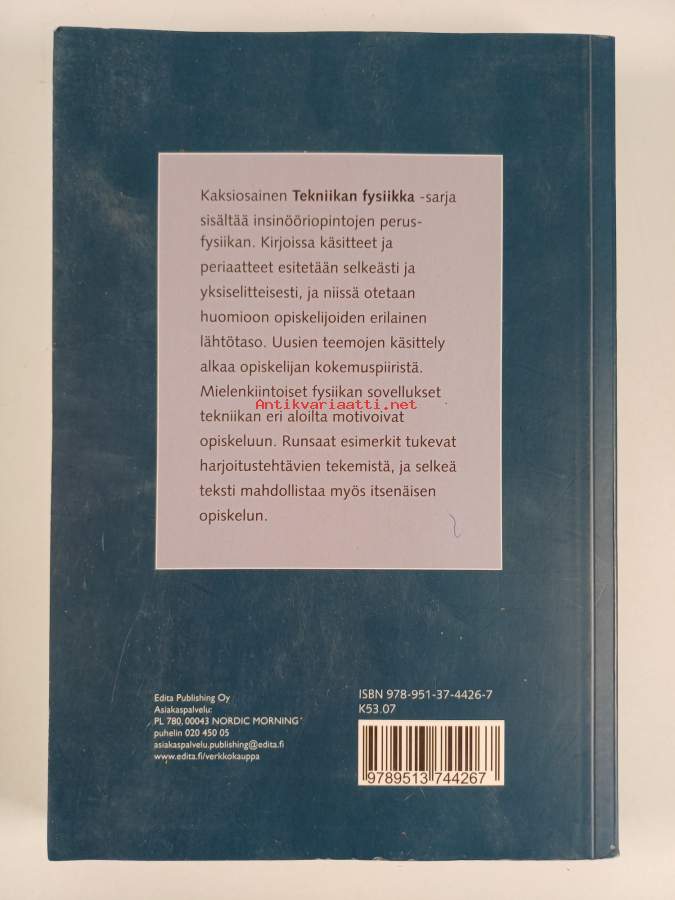 Kaksiosainen Tekniikan fysiikka -sarja
sisältää insinööriopintojen perus-
fysiikan. Kirjoissa käsitteet ja
periaatteet esitetään selkeästi ja
yksiselitteisesti, ja niissä otetaan
huomioon opiskelijoiden erilainen
lähtötaso. Uusien teemojen käsittely
alkaa opiskelijan kokemuspiiristä.
Mielenkiintoiset fysiikan sovellukset
Antikvariaatti.net
tekniikan eri aloilta motivoivat
opiskeluun. Runsaat esimerkit tukevat
harjoitustehtävien tekemistä, ja selkeä
teksti mahdollistaa myös itsenäisen
opiskelun.
Edita Publishing Oy
Asiakaspalvelu:
PL 780, 00043 NORDIC MORNING
puhelin 020 450 05
asiakaspalvelu.publishing@edita.fi
www.edita.fi/verkkokauppa
ISBN 978-951-37-4426-7
K53.07
9789513744267